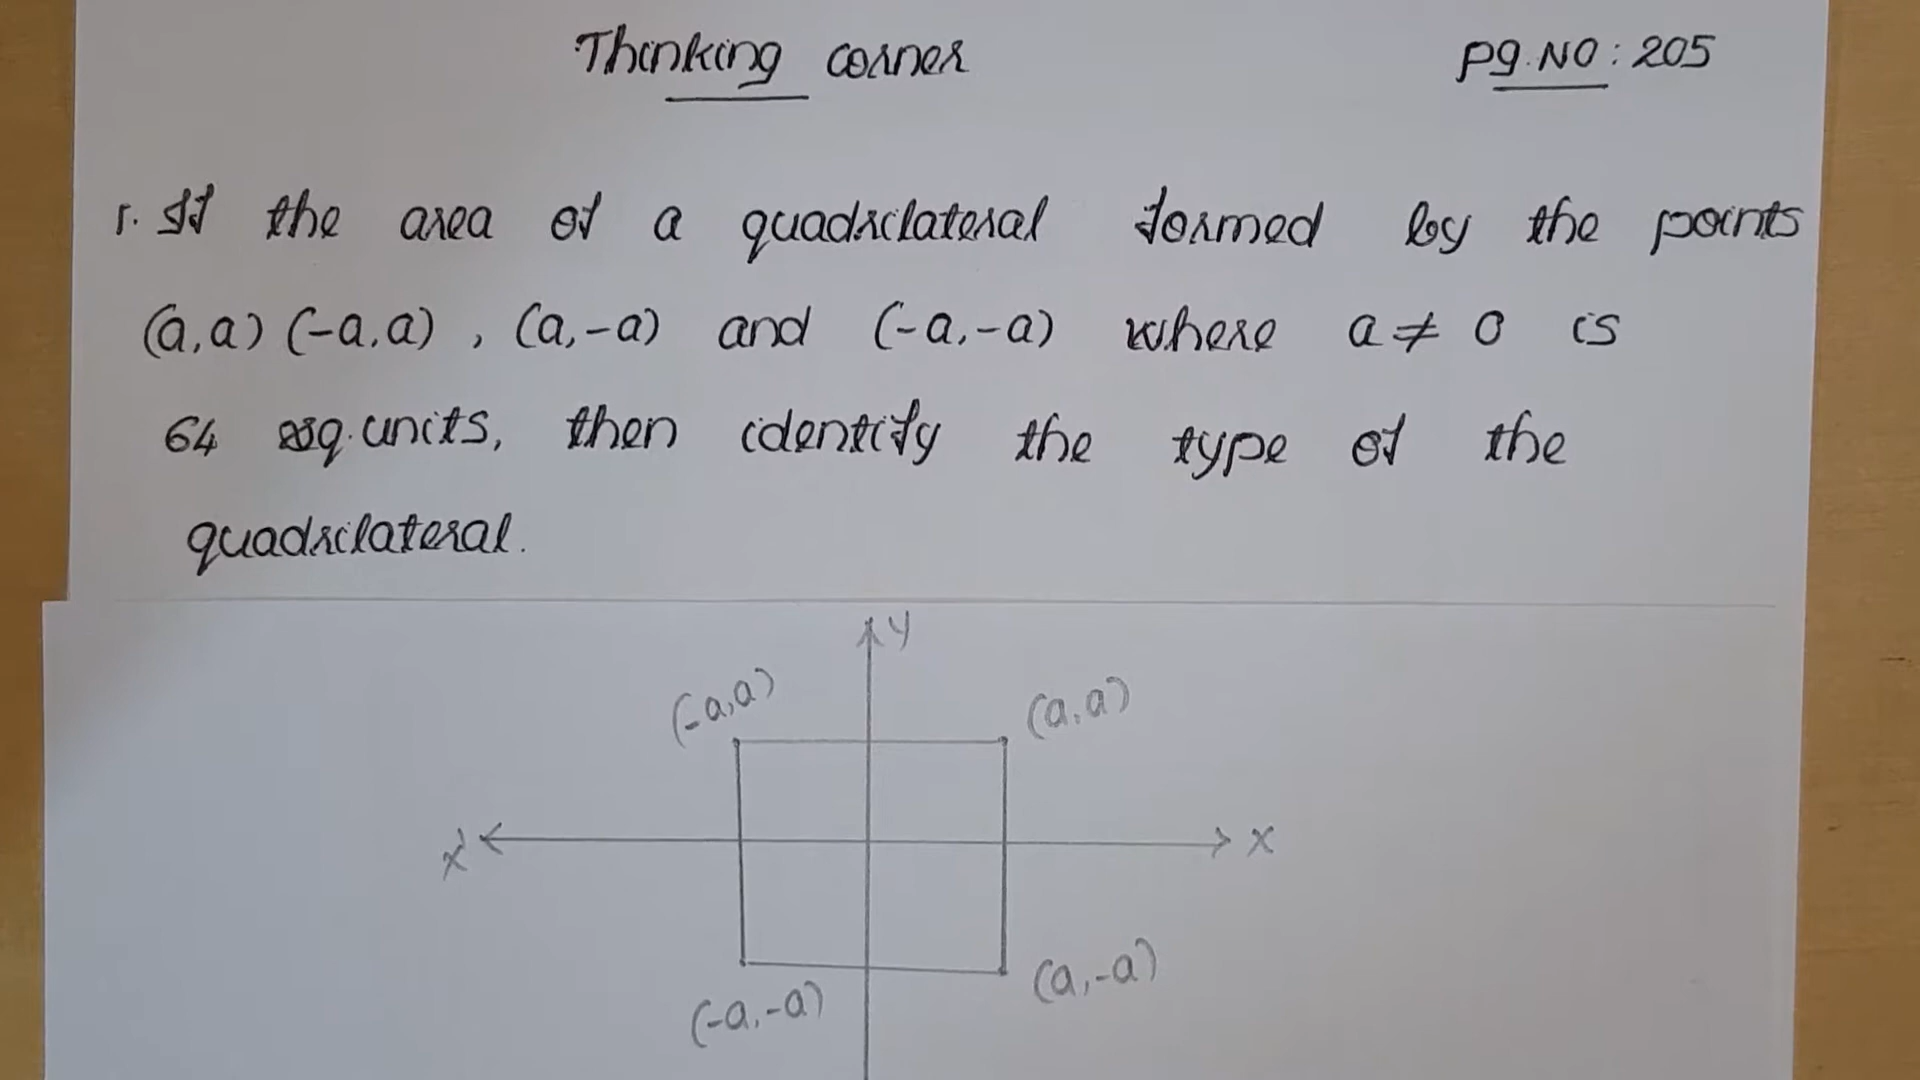 Thinking corner
Pg.NO: 205
1. If the area of a quadrilateral formed by the points
(a,a) (-a,a), (a,-a) and (-a,-a) where a ≠ 0 is
64 sq.units, then identify the type of the
quadrilateral.
Y
(-a,a)
(a,a)
X'
X
(-a,-a)
(a,-a)